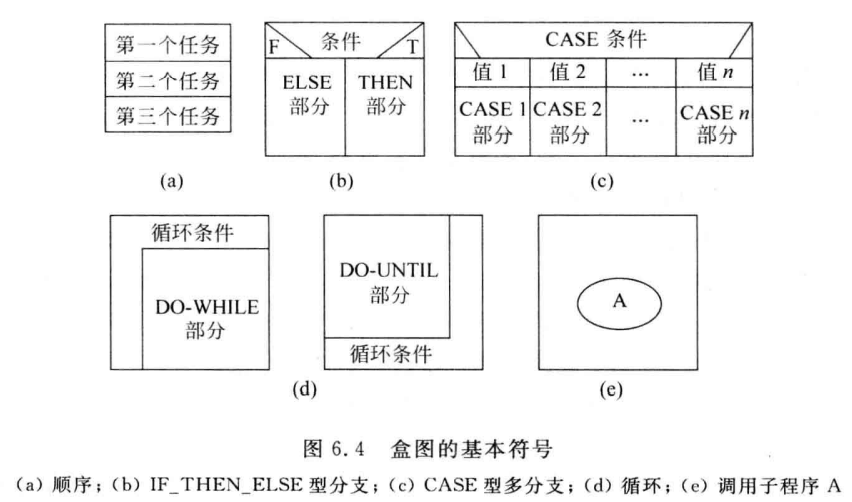 第一个任务
第二个任务
第三个任务
(a)
F 条件 T
ELSE 部分
THEN 部分
(b)
CASE 条件
值 1 值 2 … 值 n
CASE 1 部分
CASE 2 部分
…
CASE n 部分
(c)
循环条件
DO-WHILE
部分
DO-UNTIL
部分
循环条件
(d)
A
(e)
图 6.4 盒图的基本符号
(a) 顺序；(b) IF_THEN_ELSE 型分支；(c) CASE 型多分支；(d) 循环；(e) 调用子程序 A